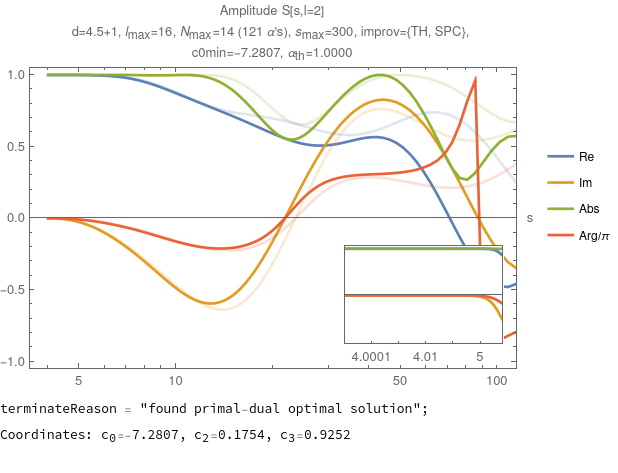 Amplitude S[s,l=2]
d=4.5+1, lmax=16, Nmax=14 (121 α's), smax=300, improv={TH, SPC},
c0min=−7.2807, αth=1.0000
1.0
0.5
0.0
−0.5
−1.0
5
10
50
100
s
4.0001
4.01
5
Re
Im
Abs
Arg/π
terminateReason = "found primal-dual optimal solution";
Coordinates: c0=-7.2807, c2=0.1754, c3=0.9252